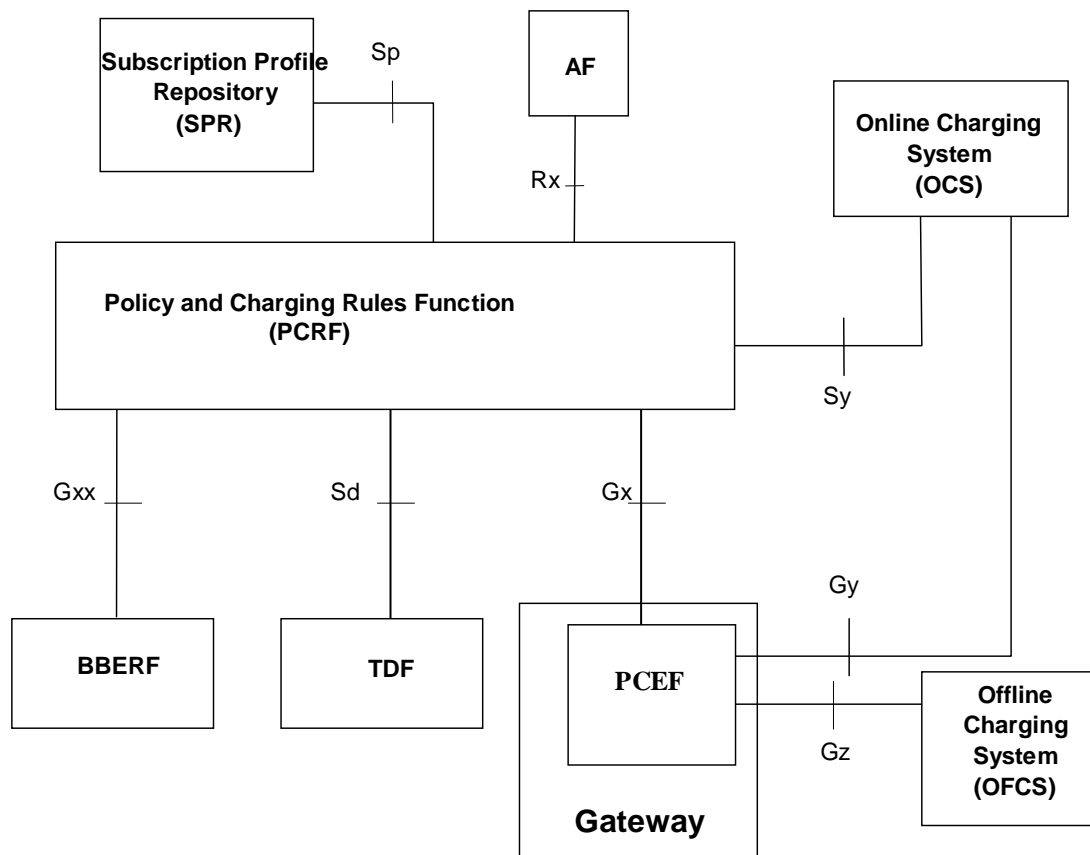 Subscription Profile
Repository
(SPR)
Sp
AF
Online Charging
System
(OCS)
Rx
Policy and Charging Rules Function
(PCRF)
Sy
Gxx
Sd
Gx
Gy
BBERF
TDF
PCEF
Offline
Charging
System
(OFCS)
Gz
Gateway